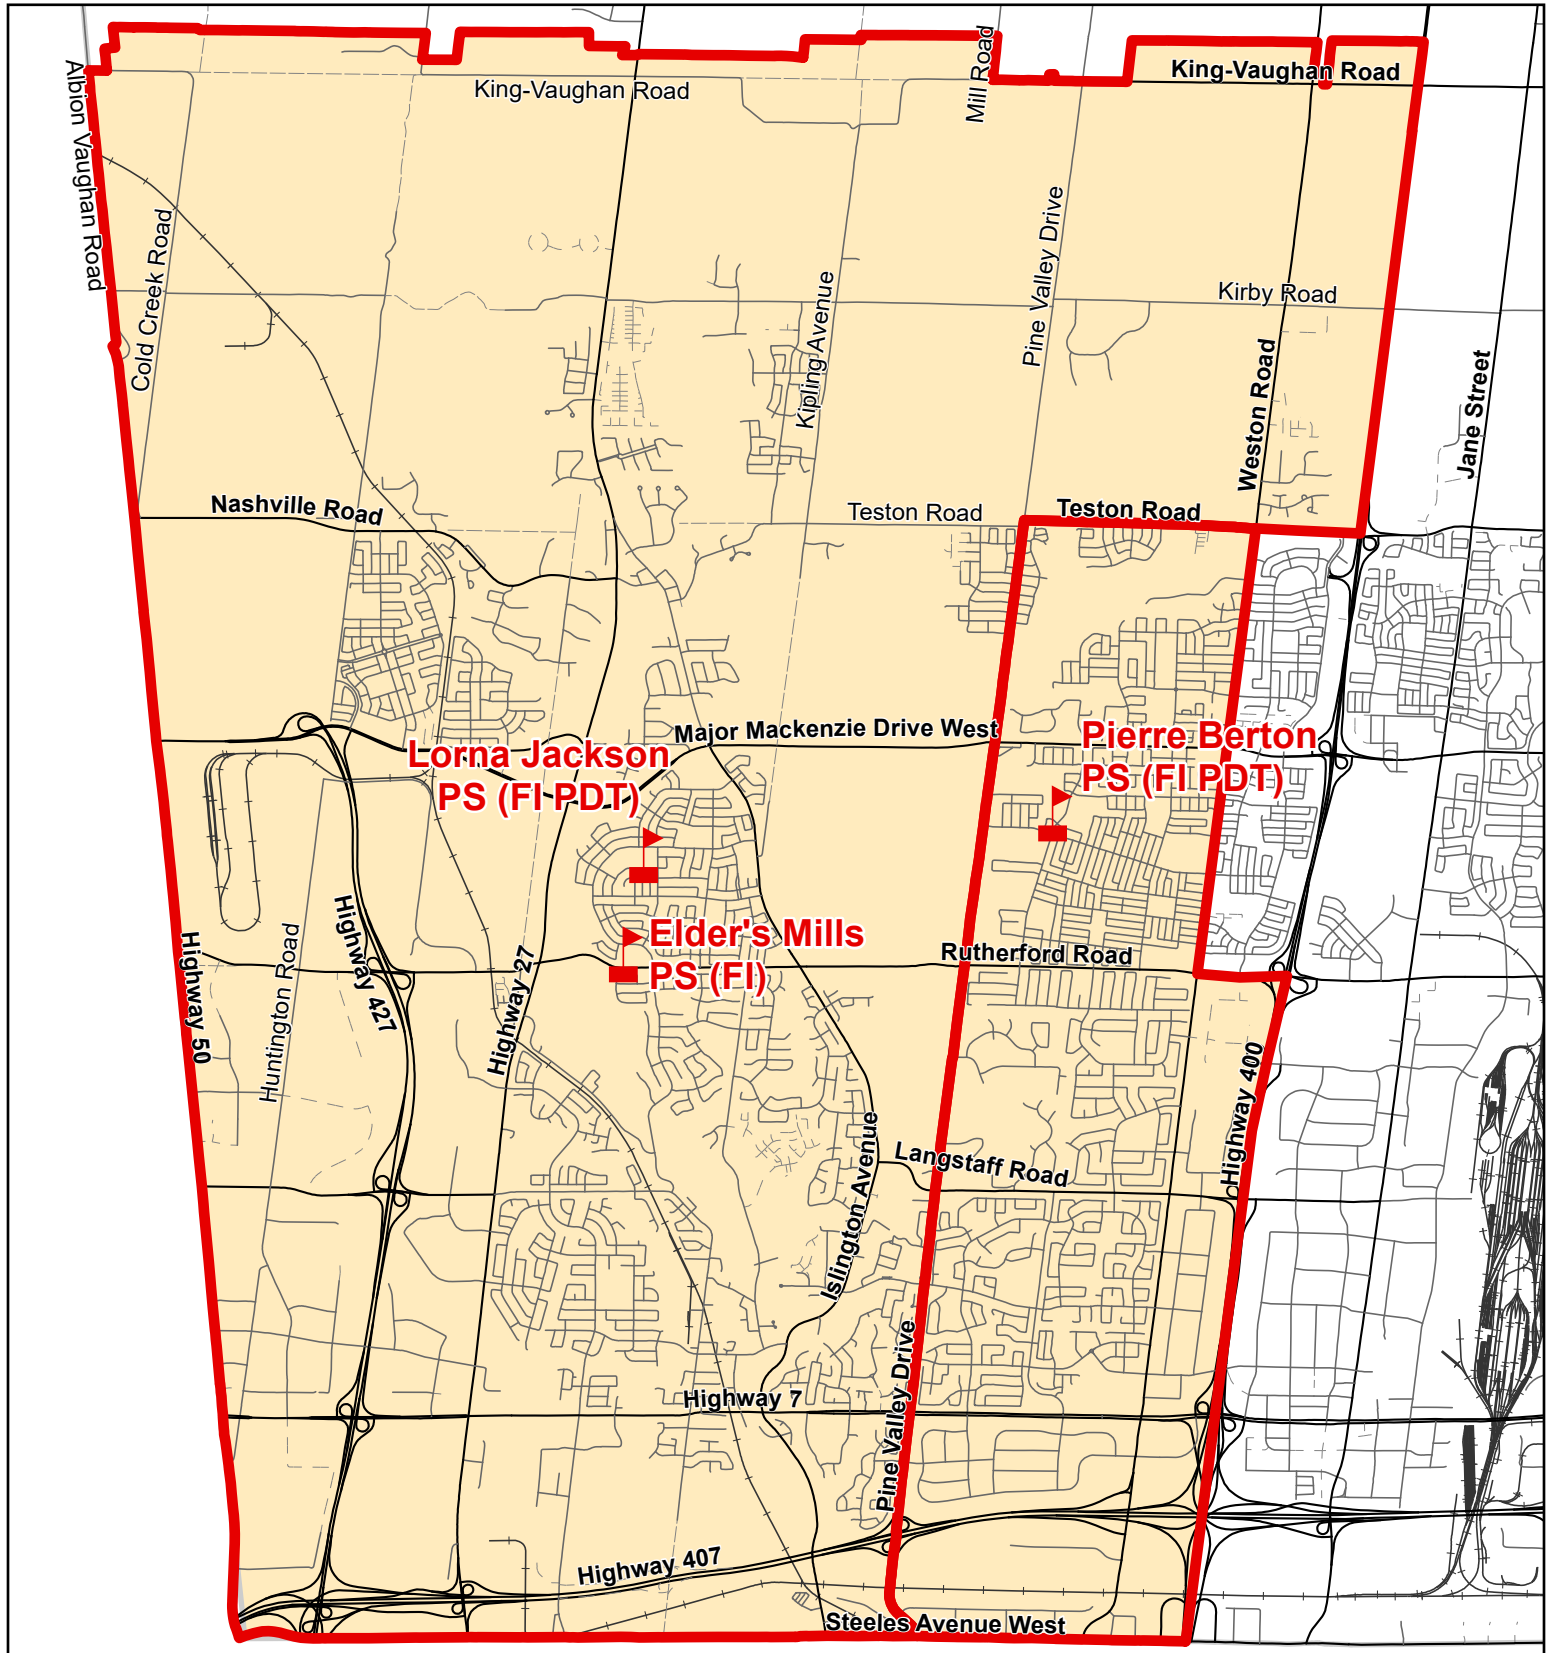 Mill Road
King-Vaughan Road
King-Vaughan Road
Albion Vaughan Road
Cold Creek Road
Pine Valley Drive
Kipling Avenue
Kirby Road
Weston Road
Jane Street
Nashville Road
Teston Road
Teston Road
Major Mackenzie Drive West
Lorna Jackson
PS (FI PDT)
Pierre Berton
PS (FI PDT)
Elder's Mills
PS (FI)
Rutherford Road
Highway 50
Huntington Road
Highway 427
Highway 27
Highway 400
Islington Avenue
Langstaff Road
Pine Valley Drive
Highway 7
Highway 407
Steeles Avenue West